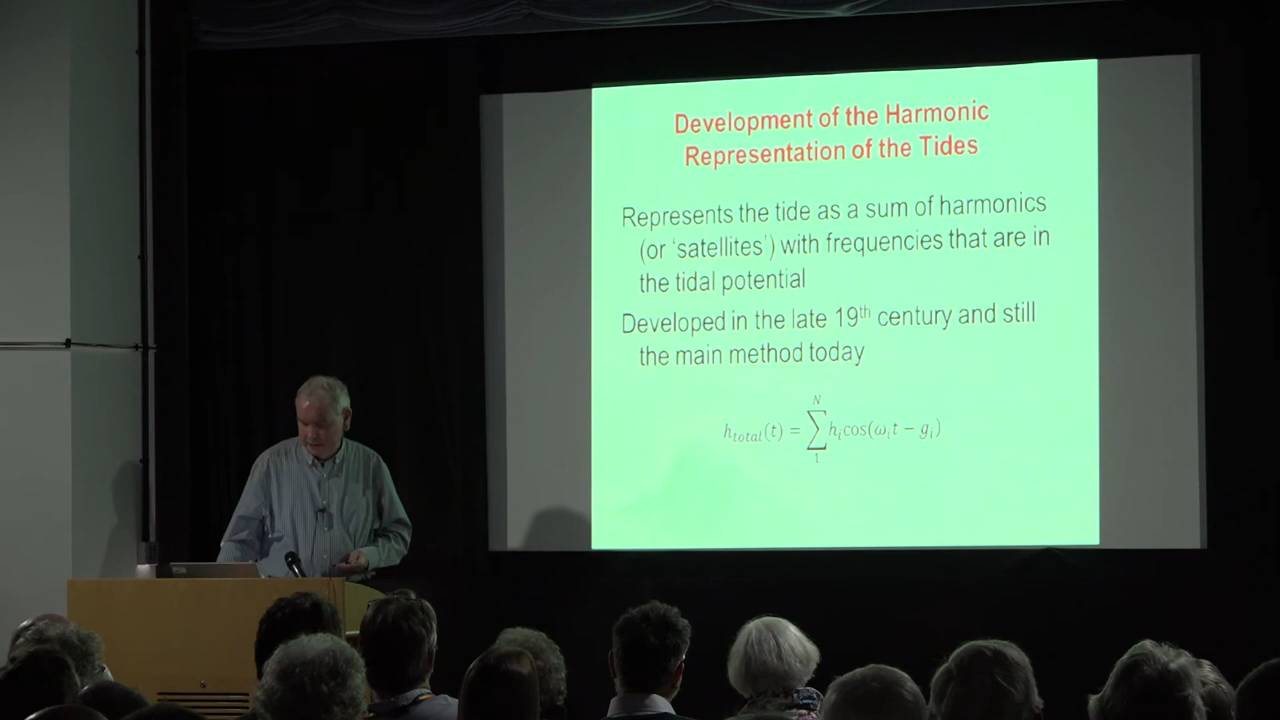 Development of the Harmonic
Representation of the Tides
Represents the tide as a sum of harmonics
(or ‘satellites’) with frequencies that are in
the tidal potential
Developed in the late 19th century and still
the main method today
N
h_total(t) = ∑ h_i cos(ω_i t − g_i)
1